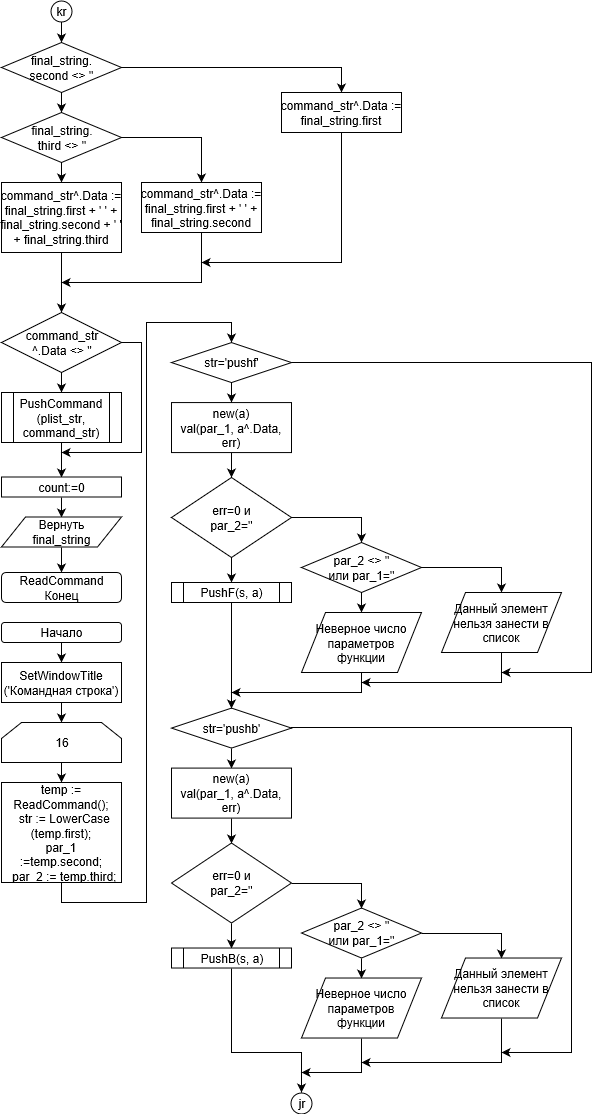 kr
final_string.
second <> ''
command_str^.Data :=
final_string.first
final_string.
third <> ''
command_str^.Data :=
final_string.first + ' ' +
final_string.second + ' '
+ final_string.third
command_str^.Data :=
final_string.first + ' ' +
final_string.second
command_str
^.Data <> ''
PushCommand
(plist_str,
command_str)
count:=0
Вернуть
final_string
ReadCommand
Конец
Начало
SetWindowTitle
('Командная строка')
16
temp :=
ReadCommand();
str := LowerCase
(temp.first);
par_1
:=temp.second;
par_2 := temp.third;
str='pushf'
new(a)
val(par_1, a^.Data,
err)
err=0 и
par_2=''
par_2 <> ''
или par_1=''
PushF(s, a)
Неверное число
параметров
функции
Данный элемент
нельзя занести в
список
str='pushb'
new(a)
val(par_1, a^.Data,
err)
err=0 и
par_2=''
par_2 <> ''
или par_1=''
PushB(s, a)
Неверное число
параметров
функции
Данный элемент
нельзя занести в
список
jr